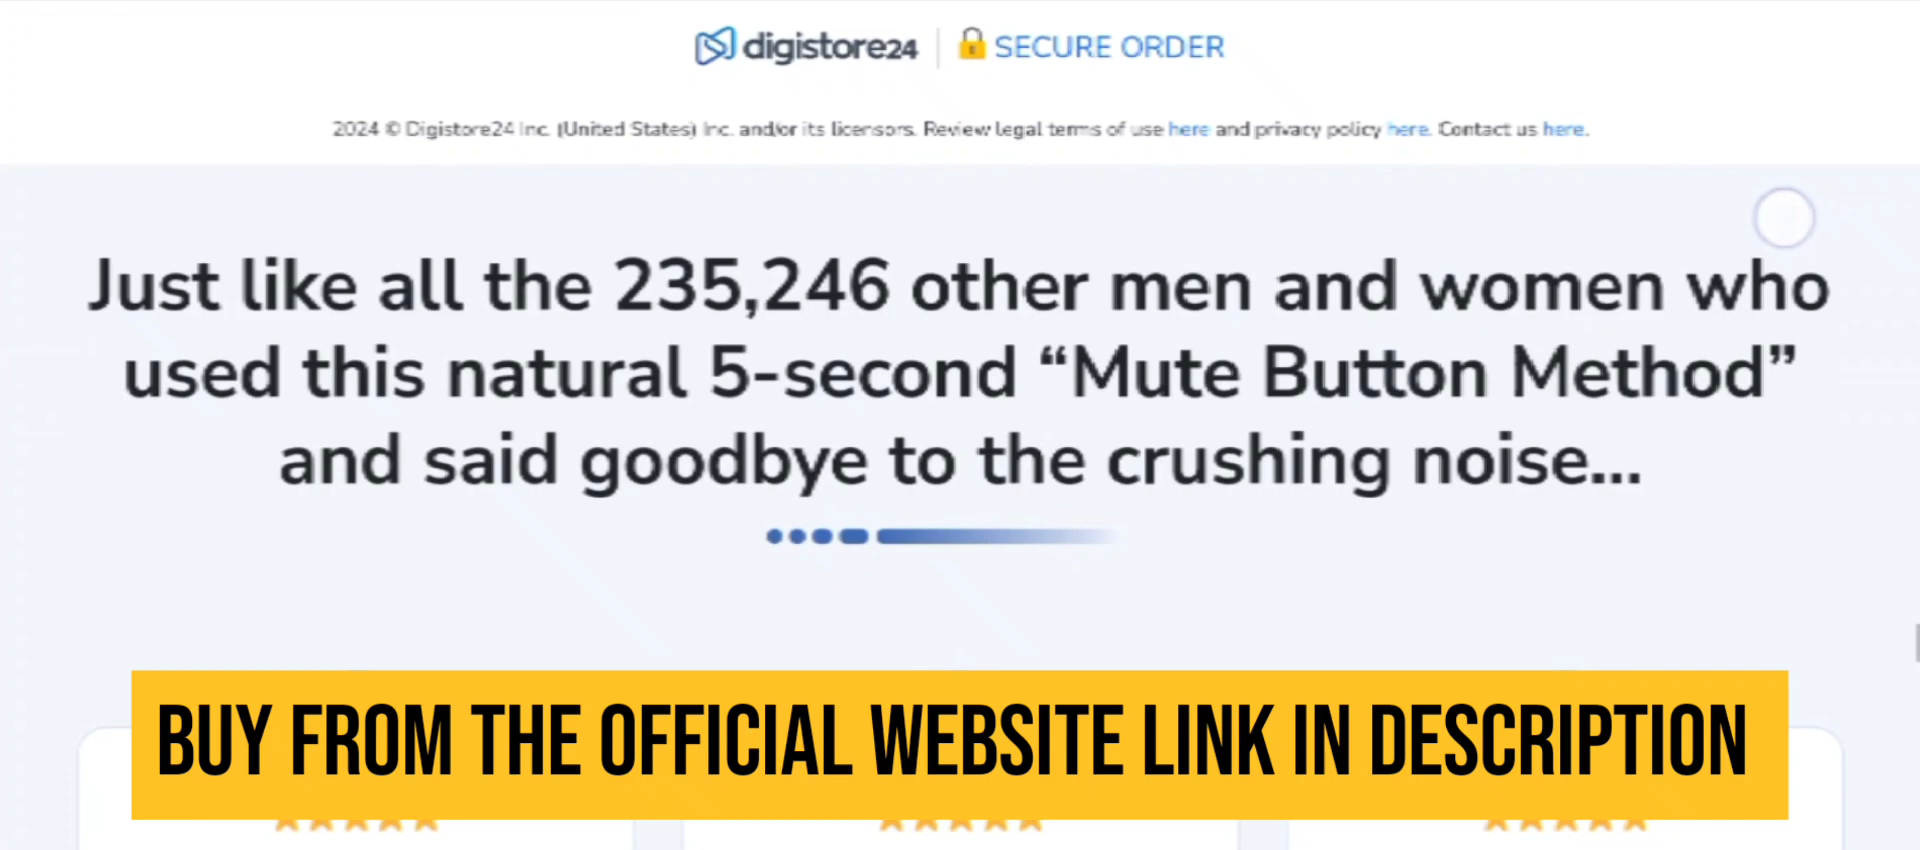 digistore24 SECURE ORDER
2024 © Digistore24 Inc. (United States) Inc. and/or its licensors. Review legal terms of use here and privacy policy here. Contact us here.
Just like all the 235,246 other men and women who
used this natural 5-second “Mute Button Method”
and said goodbye to the crushing noise...
BUY FROM THE OFFICIAL WEBSITE LINK IN DESCRIPTION